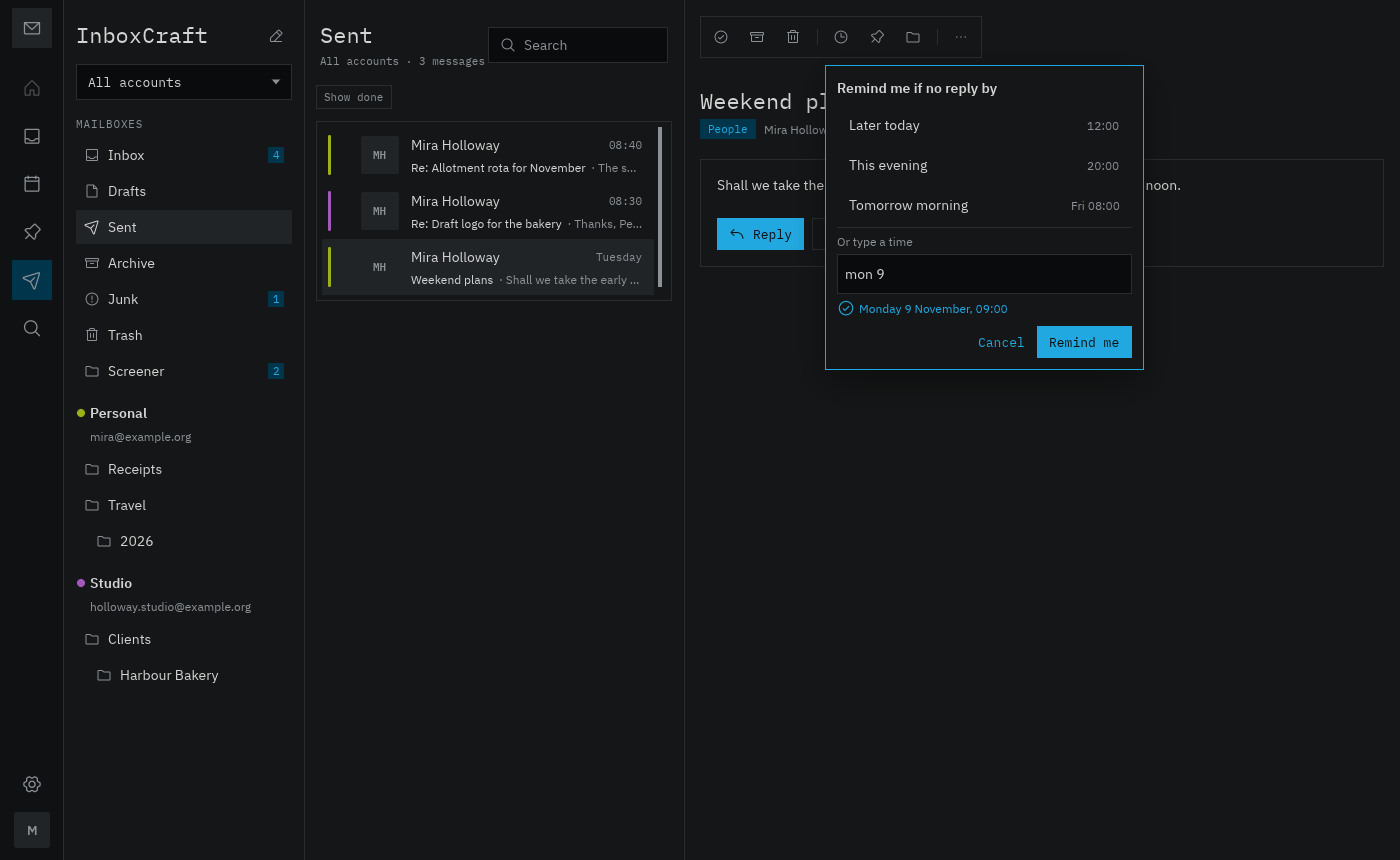 InboxCraft
All accounts
MAILBOXES
Inbox 4
Drafts
Sent
Archive
Junk 1
Trash
Screener 2
Personal
mira@example.org
Receipts
Travel
2026
Studio
holloway.studio@example.org
Clients
Harbour Bakery
M
Sent
All accounts · 3 messages
Search
Show done
MH Mira Holloway 08:40
Re: Allotment rota for November · The s...
MH Mira Holloway 08:30
Re: Draft logo for the bakery · Thanks, Pe...
MH Mira Holloway Tuesday
Weekend plans · Shall we take the early ...
Weekend pl
People Mira Hollow
Shall we take the
noon.
Reply
Remind me if no reply by
Later today 12:00
This evening 20:00
Tomorrow morning Fri 08:00
Or type a time
mon 9
Monday 9 November, 09:00
Cancel Remind me